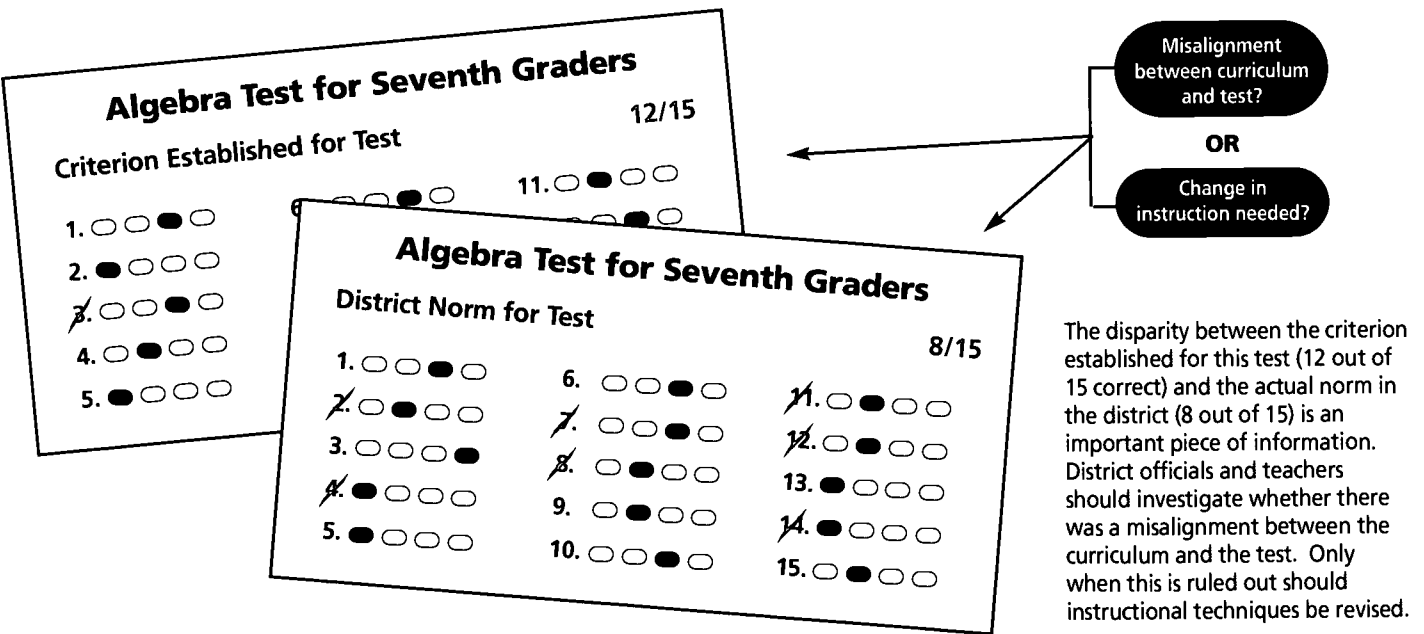 Algebra Test for Seventh Graders
12/15
Criterion Established for Test
1.
2.
3.
4.
5.
11.
Algebra Test for Seventh Graders
District Norm for Test
8/15
1.
2.
3.
4.
5.
6.
7.
8.
9.
10.
11.
12.
13.
14.
15.
Misalignment
between curriculum
and test?
OR
Change in
instruction needed?
The disparity between the criterion
established for this test (12 out of
15 correct) and the actual norm in
the district (8 out of 15) is an
important piece of information.
District officials and teachers
should investigate whether there
was a misalignment between the
curriculum and the test. Only
when this is ruled out should
instructional techniques be revised.